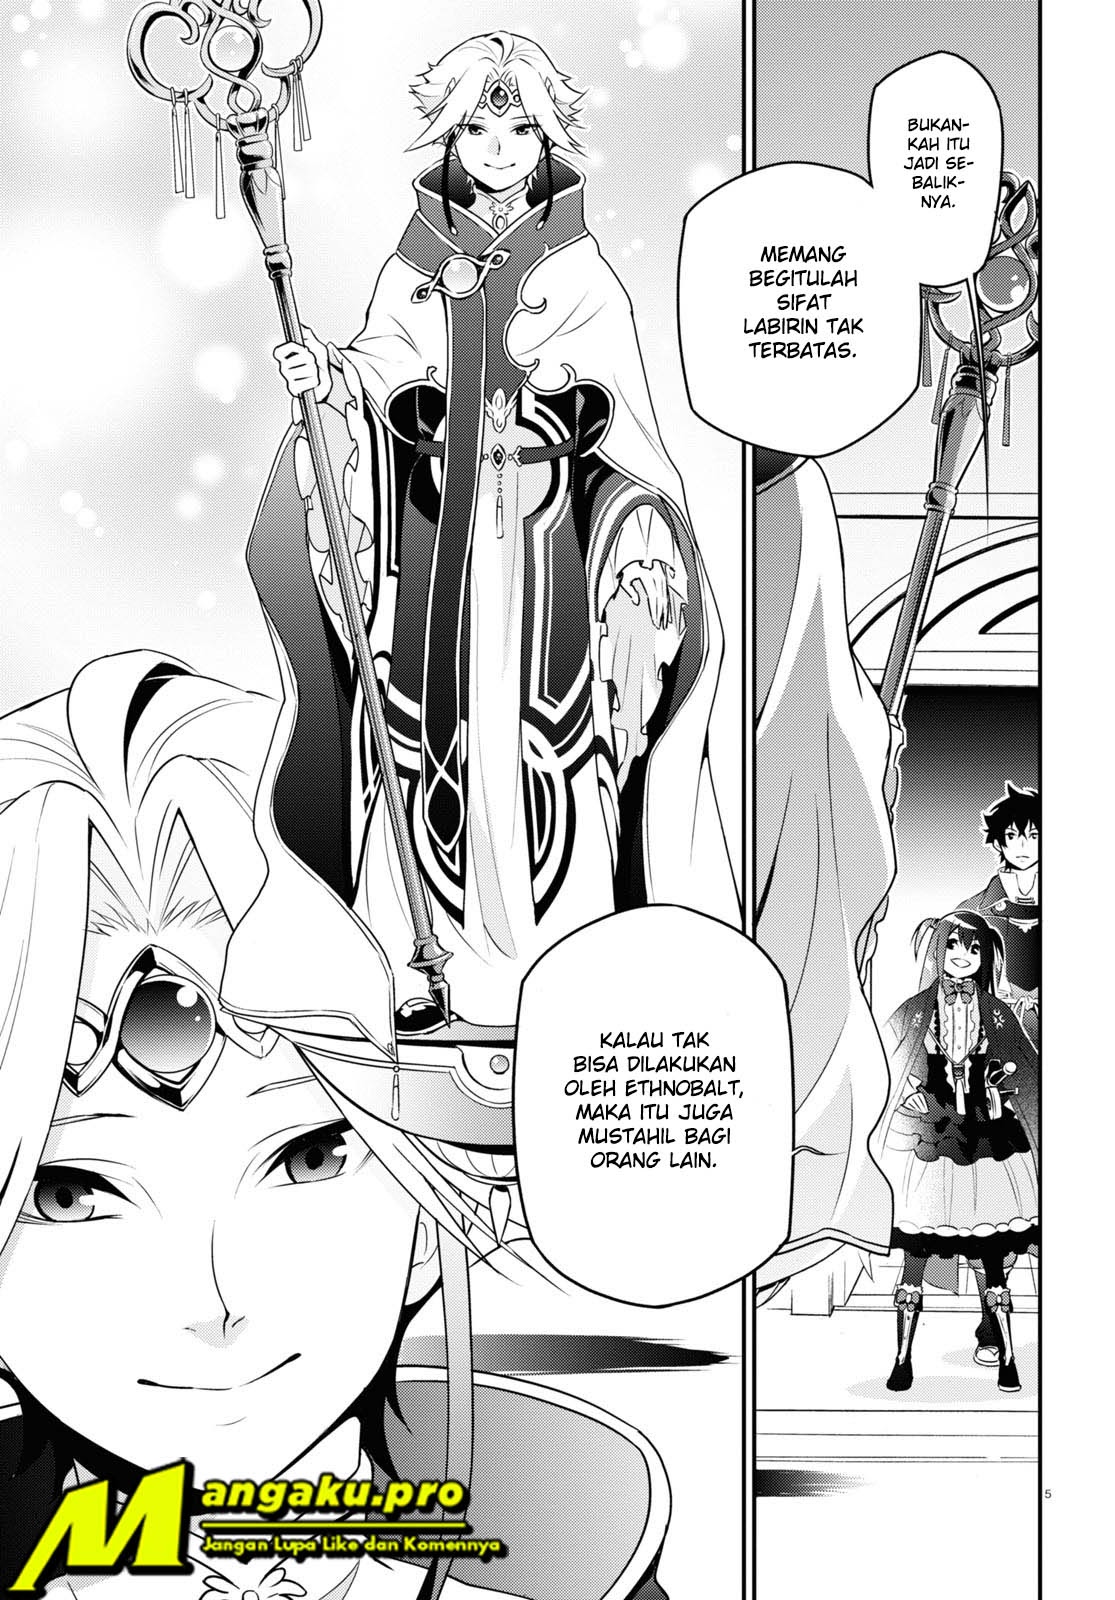 BUKAN-
KAH ITU
JADI SE-
BALIK-
NYA.
MEMANG
BEGITULAH
SIFAT
LABIRIN TAK
TERBATAS.
KALAU TAK
BISA DILAKUKAN
OLEH ETHNOBALT,
MAKA ITU JUGA
MUSTAHIL BAGI
ORANG LAIN.
5
Mangaku.pro
Jangan Lupa Like dan Komennya